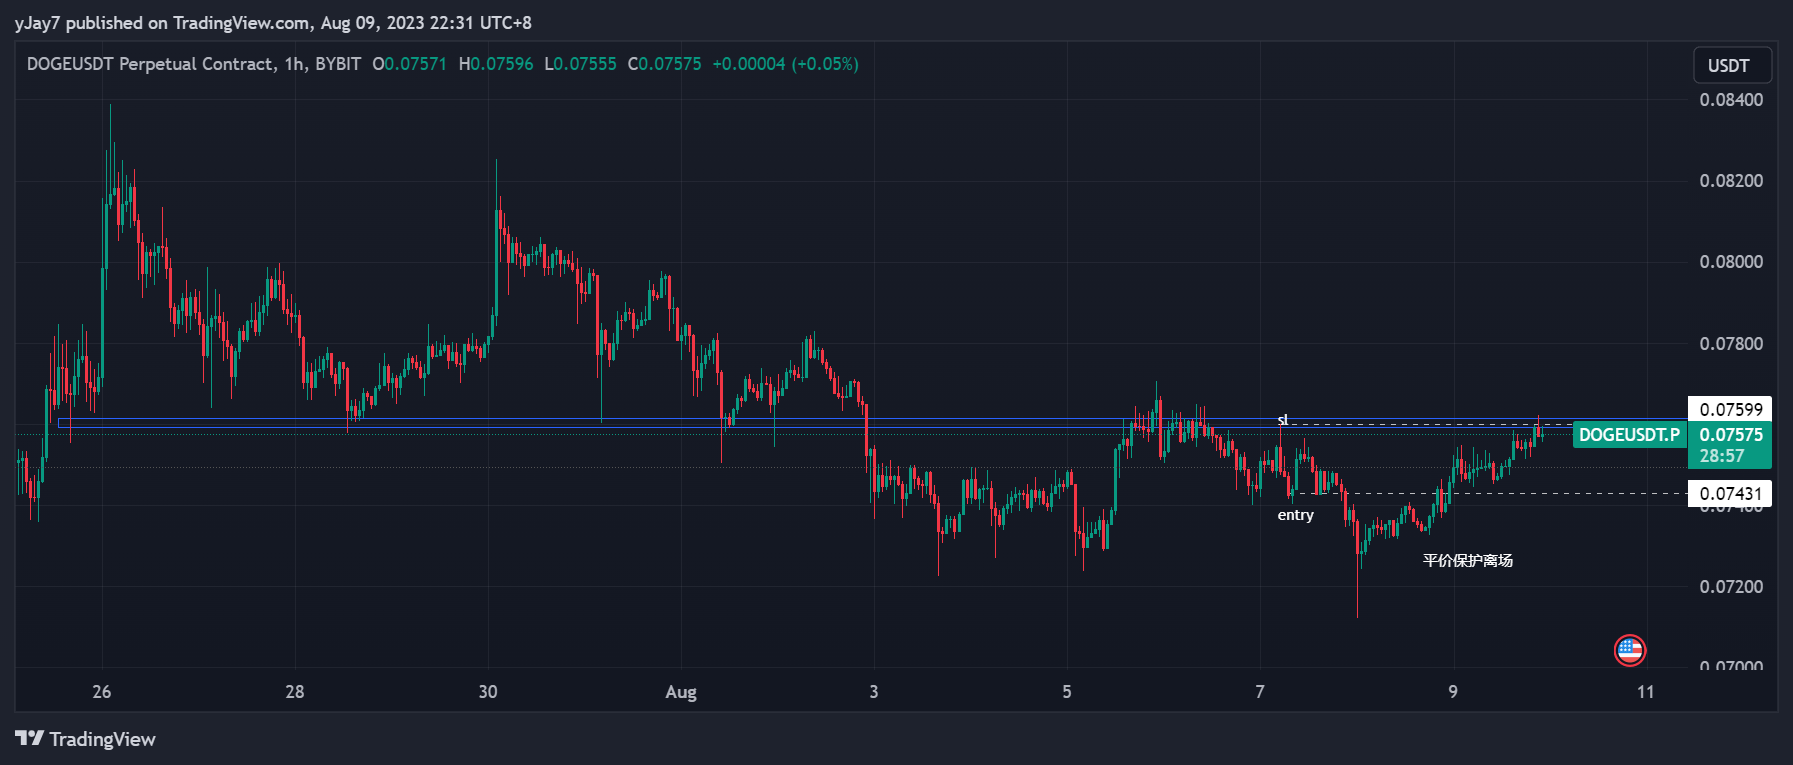 yJay7 published on TradingView.com, Aug 09, 2023 22:31 UTC+8
DOGEUSDT Perpetual Contract, 1h, BYBIT O0.07571 H0.07596 L0.07555 C0.07575 +0.00004 (+0.05%)
USDT
0.08400
0.08200
0.08000
0.07800
0.07599
sl
DOGEUSDT.P 0.07575
28:57
0.07431
0.07400
entry
平价保护离场
0.07200
0.07000
26 28 30 Aug 3 5 7 9 11
TradingView